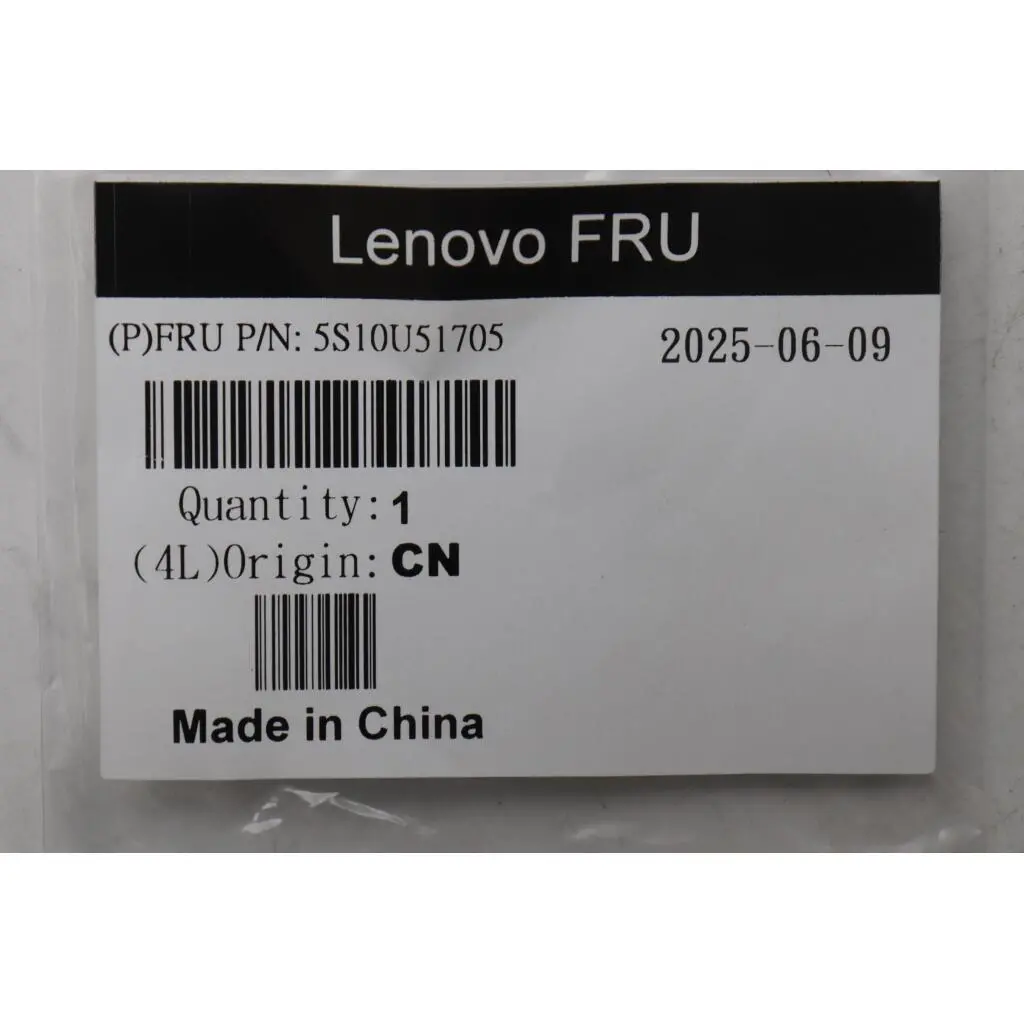 Lenovo FRU
(P)FRU P/N: 5S10U51705
2025-06-09
Quantity: 1
(4L)Origin: CN
Made in China